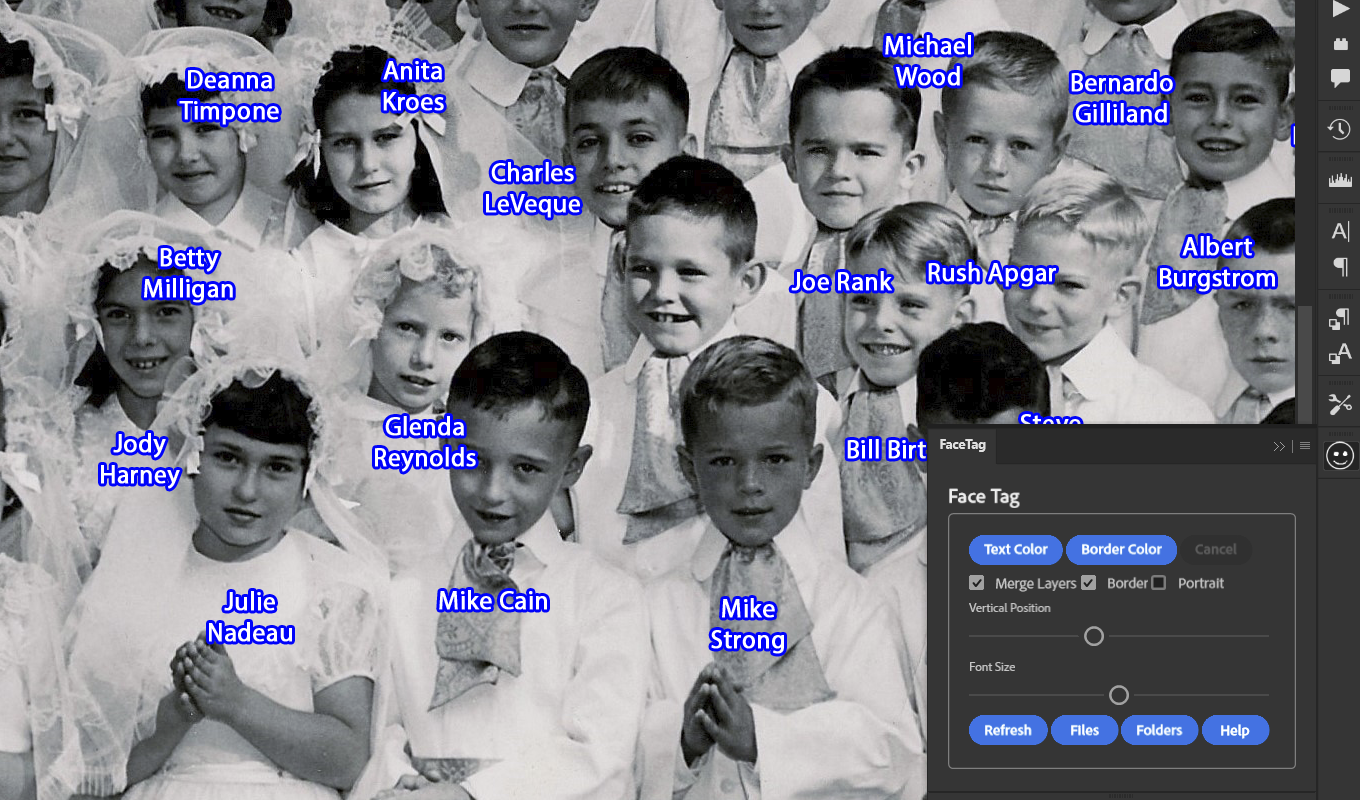 Michael
Wood
Deanna
Timpone
Anita
Kroes
Bernardo
Gilliland
Charles
LeVeque
Betty
Milligan
Joe Rank
Rush Apgar
Albert
Burgstrom
Jody
Harney
Glenda
Reynolds
Steve
Bill Birt
Julie
Nadeau
Mike Cain
Mike
Strong
FaceTag
Face Tag
Text Color
Border Color
Cancel
Merge Layers
Border
Portrait
Vertical Position
Font Size
Refresh
Files
Folders
Help